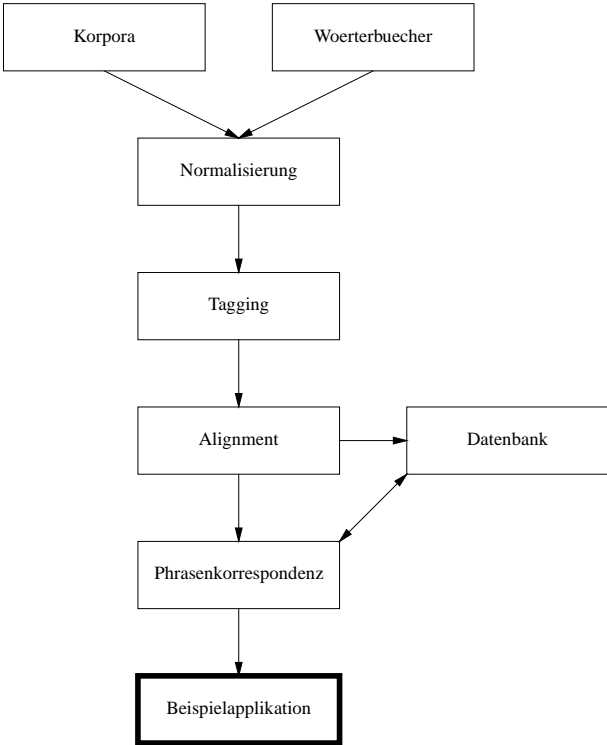 Korpora
Woerterbuecher
Normalisierung
Tagging
Alignment
Datenbank
Phrasenkorrespondenz
Beispielapplikation